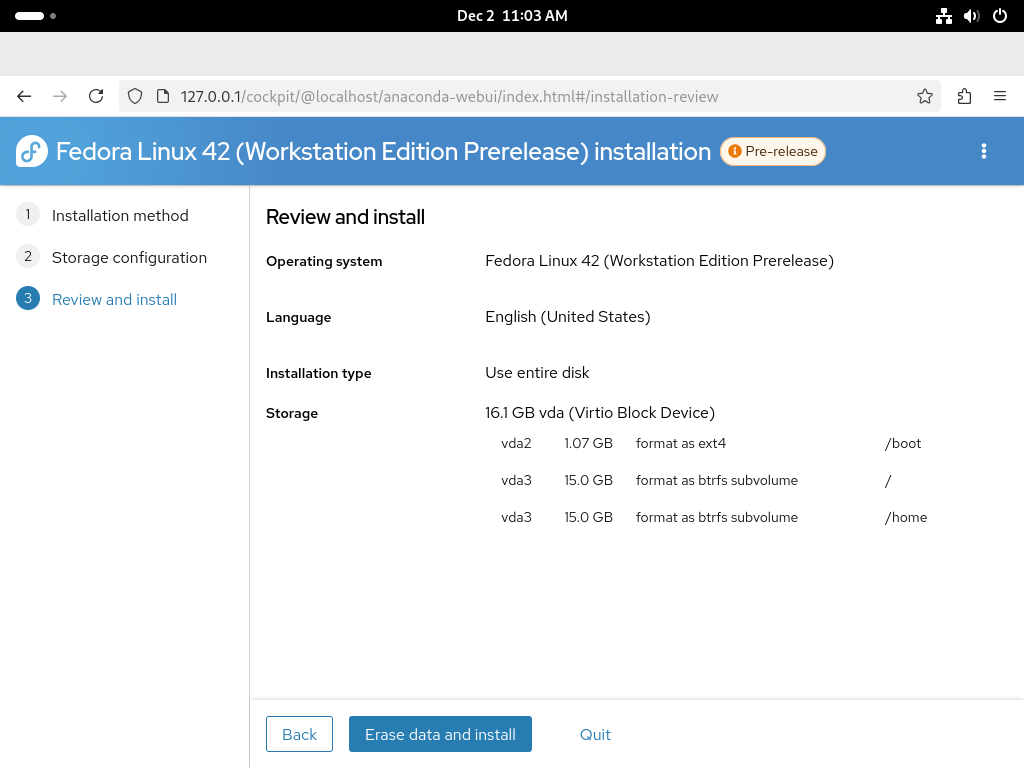 Dec 2 11:03 AM
127.0.0.1/cockpit/@localhost/anaconda-webui/index.html#/installation-review
Fedora Linux 42 (Workstation Edition Prerelease) installation
Pre-release
1 Installation method
2 Storage configuration
3 Review and install
Review and install
Operating system Fedora Linux 42 (Workstation Edition Prerelease)
Language English (United States)
Installation type Use entire disk
Storage 16.1 GB vda (Virtio Block Device)
vda2 1.07 GB format as ext4 /boot
vda3 15.0 GB format as btrfs subvolume /
vda3 15.0 GB format as btrfs subvolume /home
Back Erase data and install Quit